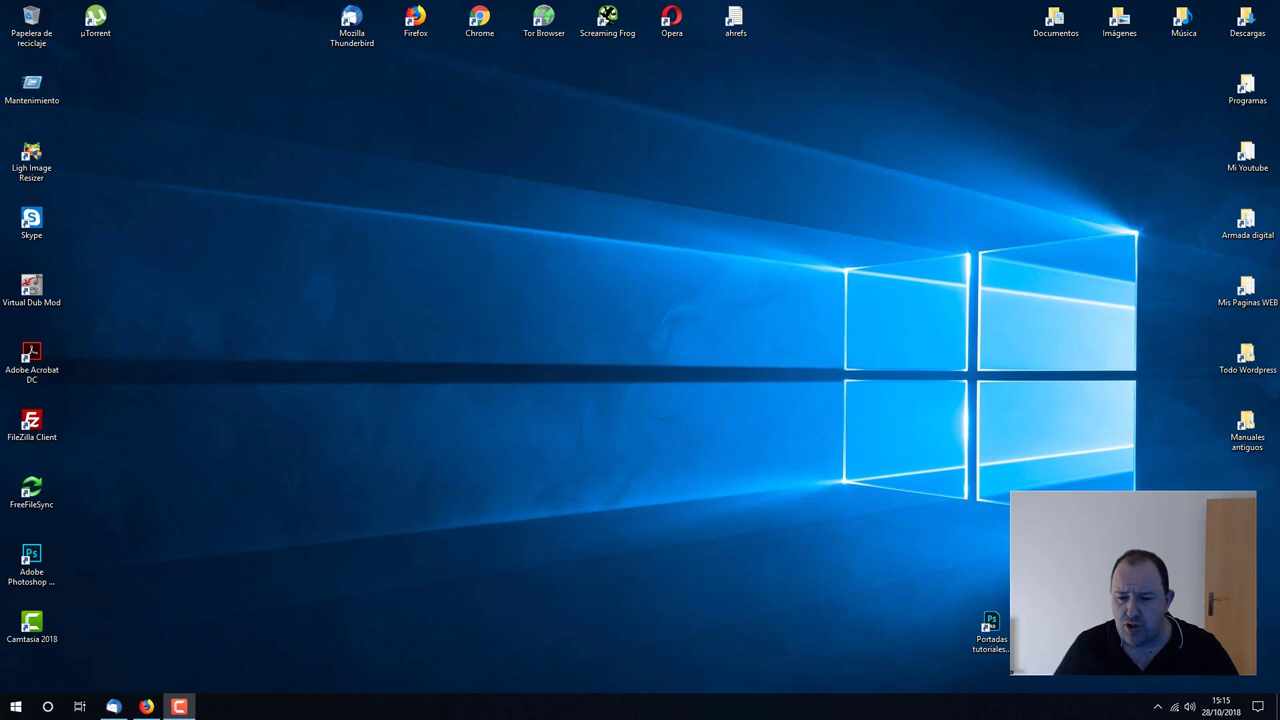 Papelera de
reciclaje
µTorrent
Mozilla
Thunderbird
Firefox
Chrome
Tor Browser
Screaming Frog
Opera
ahrefs
Documentos
Imágenes
Música
Descargas
Mantenimiento
Programas
Ligh Image
Resizer
Mi Youtube
Skype
Armada digital
Virtual Dub Mod
Mis Paginas WEB
Adobe Acrobat
DC
Todo Wordpress
FileZilla Client
Manuales
antiguos
FreeFileSync
Adobe
Photoshop ...
Camtasia 2018
Portadas
tutoriales...
15:15
28/10/2018